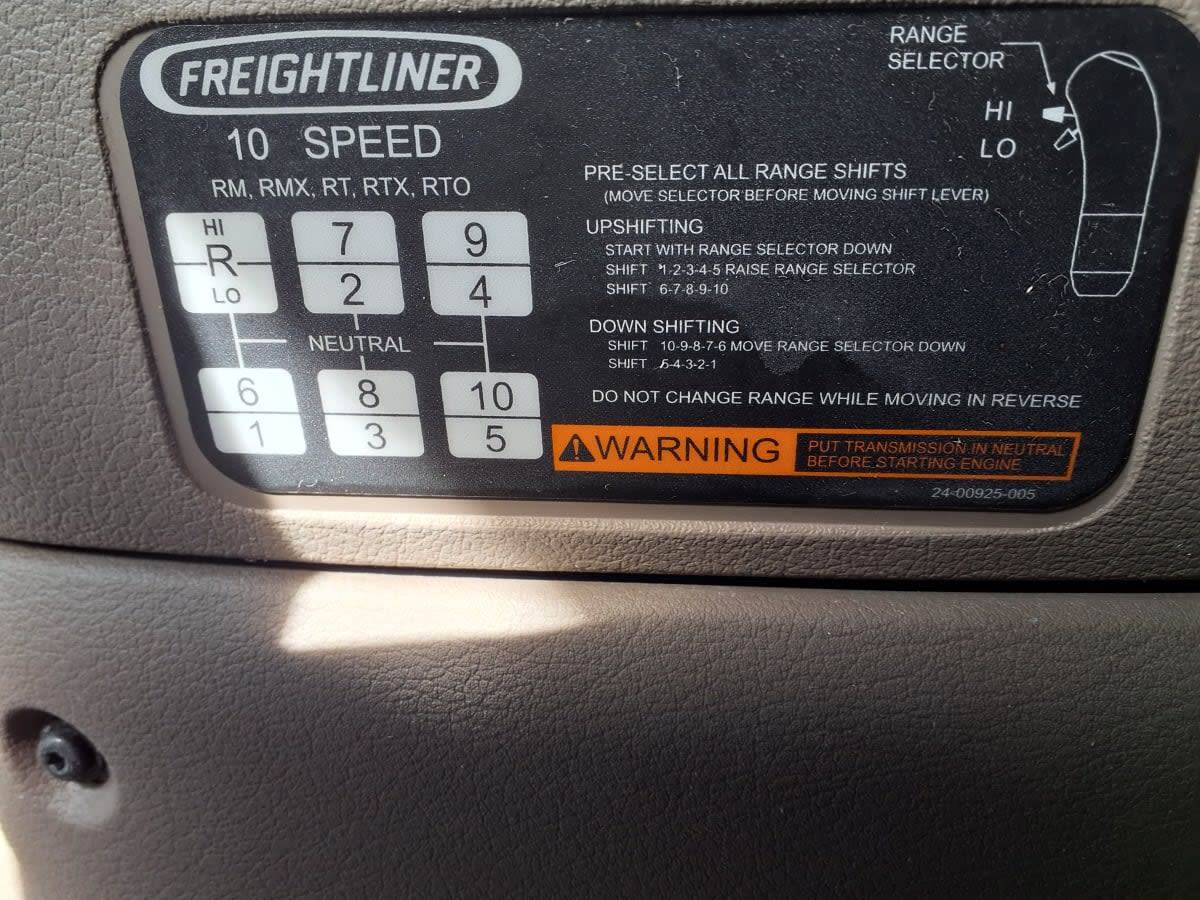 FREIGHTLINER
10 SPEED
RM, RMX, RT, RTX, RTO
HI
R
LO
7
2
9
4
NEUTRAL
6
1
8
3
10
5
RANGE
SELECTOR
HI
LO
PRE-SELECT ALL RANGE SHIFTS
(MOVE SELECTOR BEFORE MOVING SHIFT LEVER)
UPSHIFTING
START WITH RANGE SELECTOR DOWN
SHIFT 1-2-3-4-5 RAISE RANGE SELECTOR
SHIFT 6-7-8-9-10
DOWN SHIFTING
SHIFT 10-9-8-7-6 MOVE RANGE SELECTOR DOWN
SHIFT 5-4-3-2-1
DO NOT CHANGE RANGE WHILE MOVING IN REVERSE
WARNING
PUT TRANSMISSION IN NEUTRAL
BEFORE STARTING ENGINE
24-00925-005